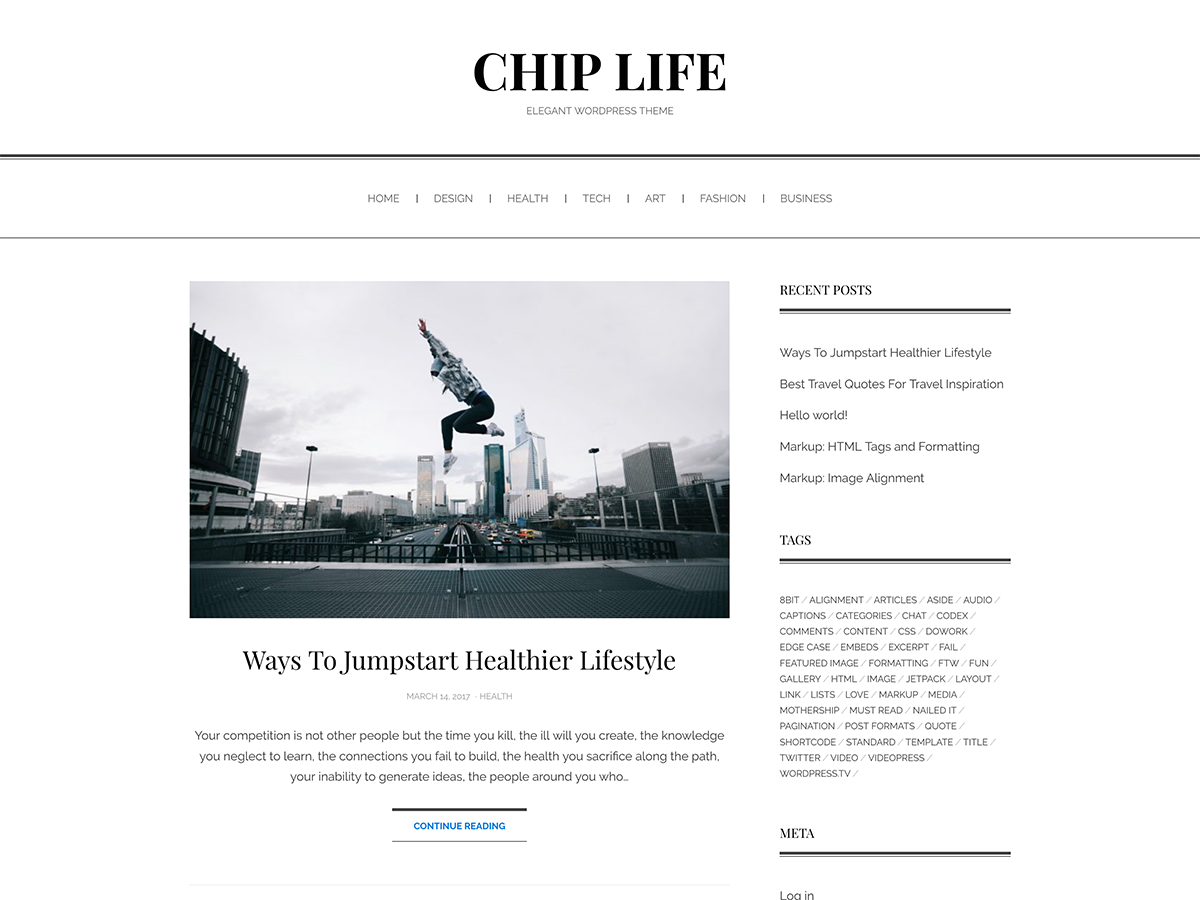 CHIP LIFE
ELEGANT WORDPRESS THEME
HOME | DESIGN | HEALTH | TECH | ART | FASHION | BUSINESS
Ways To Jumpstart Healthier Lifestyle
MARCH 14, 2017 · HEALTH
Your competition is not other people but the time you kill, the ill will you create, the knowledge
you neglect to learn, the connections you fail to build, the health you sacrifice along the path,
your inability to generate ideas, the people around you who…
CONTINUE READING
RECENT POSTS
Ways To Jumpstart Healthier Lifestyle
Best Travel Quotes For Travel Inspiration
Hello world!
Markup: HTML Tags and Formatting
Markup: Image Alignment
TAGS
8BIT / ALIGNMENT / ARTICLES / ASIDE / AUDIO /
CAPTIONS / CATEGORIES / CHAT / CODEX /
COMMENTS / CONTENT / CSS / DOWORK /
EDGE CASE / EMBEDS / EXCERPT / FAIL /
FEATURED IMAGE / FORMATTING / FTW / FUN /
GALLERY / HTML / IMAGE / JETPACK / LAYOUT /
LINK / LISTS / LOVE / MARKUP / MEDIA /
MOTHERSHIP / MUST READ / NAILED IT /
PAGINATION / POST FORMATS / QUOTE /
SHORTCODE / STANDARD / TEMPLATE / TITLE /
TWITTER / VIDEO / VIDEOPRESS /
WORDPRESS.TV /
META
Log in